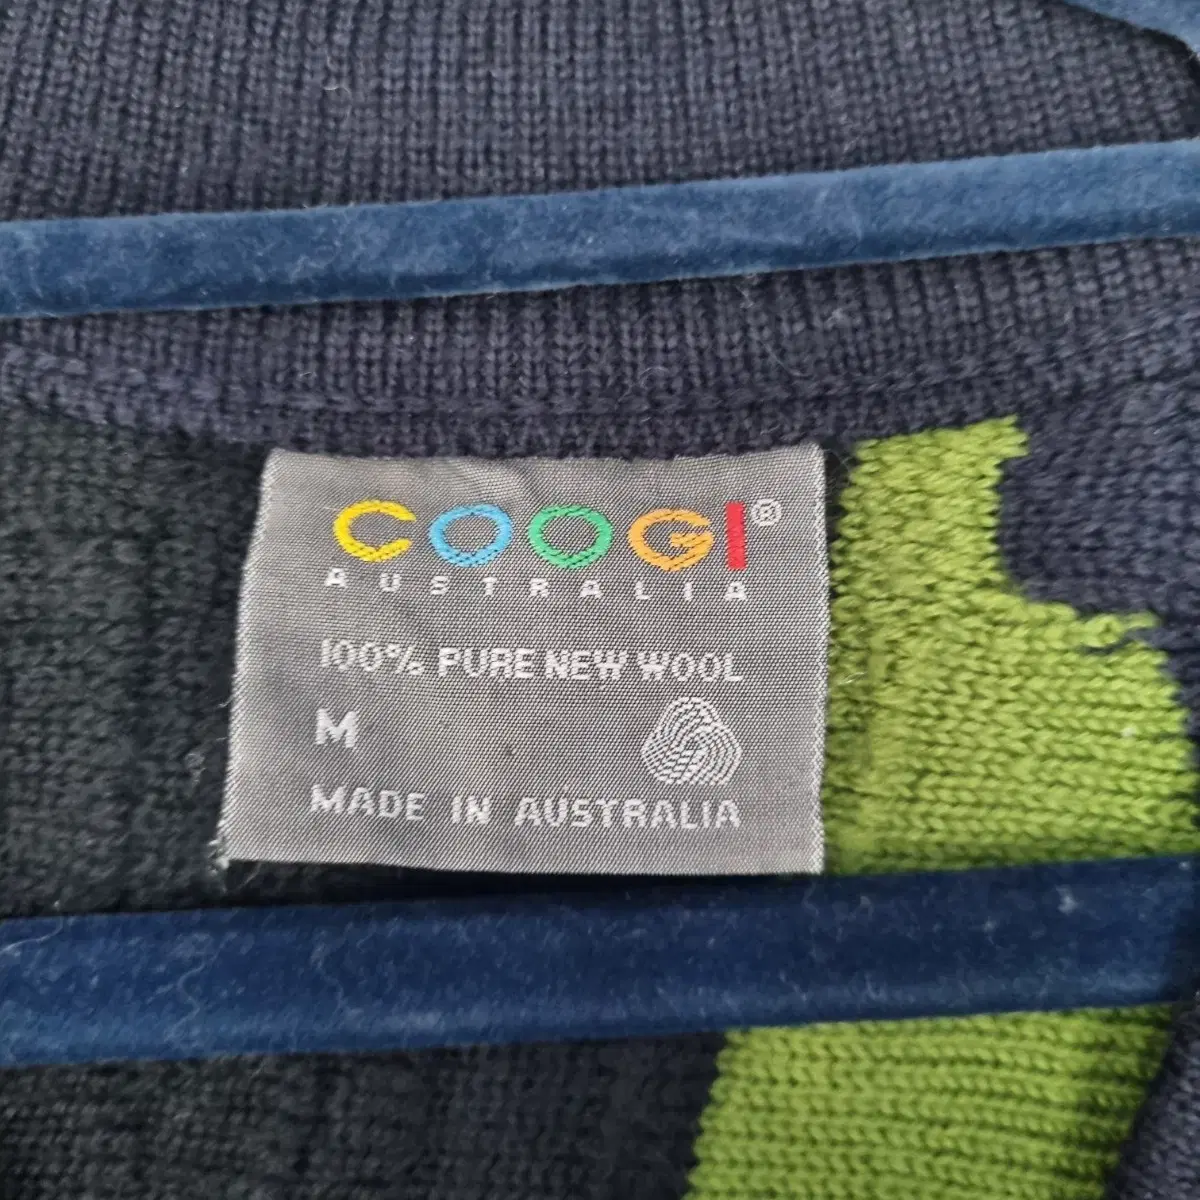 COOGI®
AUSTRALIA
100% PURE NEW WOOL
M
MADE IN AUSTRALIA